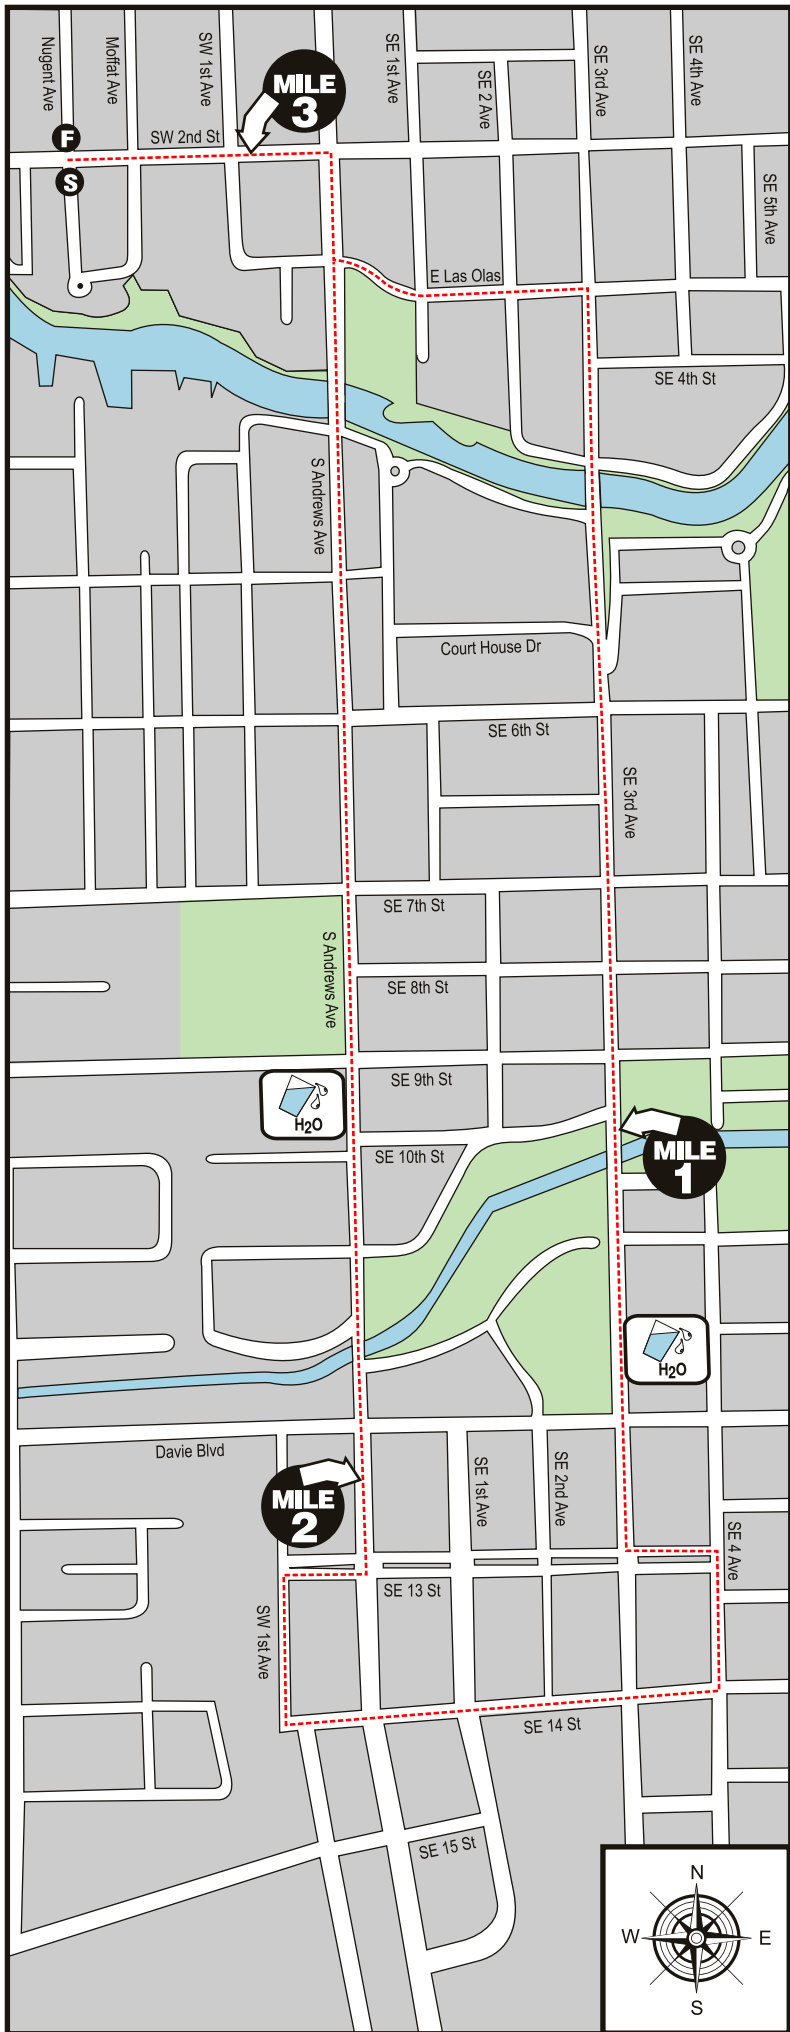 Nugent Ave
Moffat Ave
SW 1st Ave
SE 1st Ave
SE 2 Ave
SE 3rd Ave
SE 4th Ave
MILE
3
F
SW 2nd St
S
SE 5th Ave
E Las Olas
SE 4th St
S Andrews Ave
Court House Dr
SE 6th St
SE 3rd Ave
SE 7th St
S Andrews Ave
SE 8th St
SE 9th St
H2O
SE 10th St
MILE
1
H2O
Davie Blvd
MILE
2
SE 1st Ave
SE 2nd Ave
SE 4 Ave
SE 13 St
SW 1st Ave
SE 14 St
SE 15 St
N
W
E
S